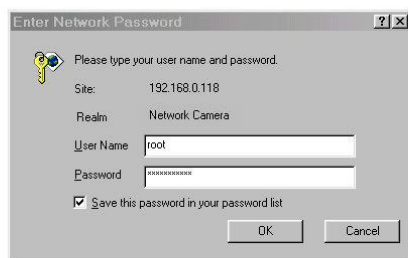 Enter Network Password
Please type your user name and password.
Site: 192.168.0.118
Realm Network Camera
User Name root
Password ***********
Save this password in your password list
OK Cancel